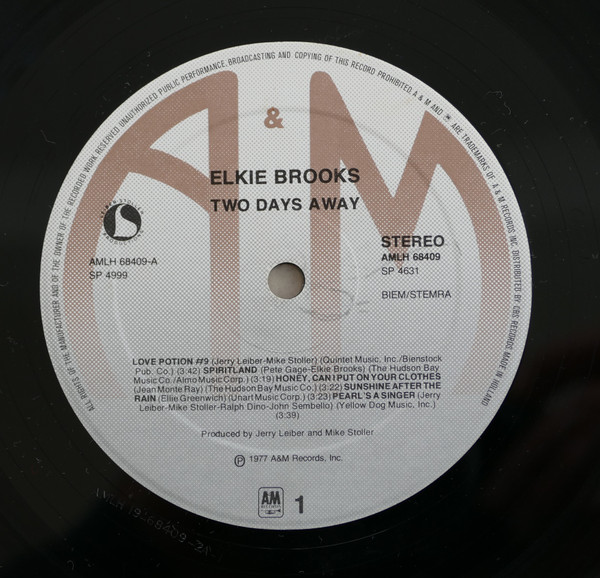 ALL RIGHTS OF THE MANUFACTURER AND OF THE OWNER OF THE RECORDED WORK RESERVED UNAUTHORIZED PUBLIC PERFORMANCE, BROADCASTING AND COPYING OF THIS RECORD PROHIBITED. A & M AND ARE TRADEMARKS OF A & M RECORDS INC. DISTRIBUTED BY CBS RECORDS MADE IN HOLLAND
A & M
ELKIE BROOKS
TWO DAYS AWAY
AMLH 68409-A
SP 4999
STEREO
AMLH 68409
SP 4631
BIEM/STEMRA
LOVE POTION #9 (Jerry Leiber-Mike Stoller) (Quintet Music, Inc./Bienstock
Pub. Co.) (3:42) SPIRITLAND (Pete Gage-Elkie Brooks) (The Hudson Bay
Music Co./Almo Music Corp.) (3:19) HONEY, CAN I PUT ON YOUR CLOTHES
(Jean Monte Ray) (The Hudson Bay Music Co.) (3:22) SUNSHINE AFTER THE
RAIN (Ellie Greenwich) (Unart Music Corp.) (3:23) PEARL'S A SINGER (Jerry
Leiber-Mike Stoller-Ralph Dino-John Sembello) (Yellow Dog Music, Inc.)
(3:39)
Produced by Jerry Leiber and Mike Stoller
℗ 1977 A&M Records, Inc.
AM
1